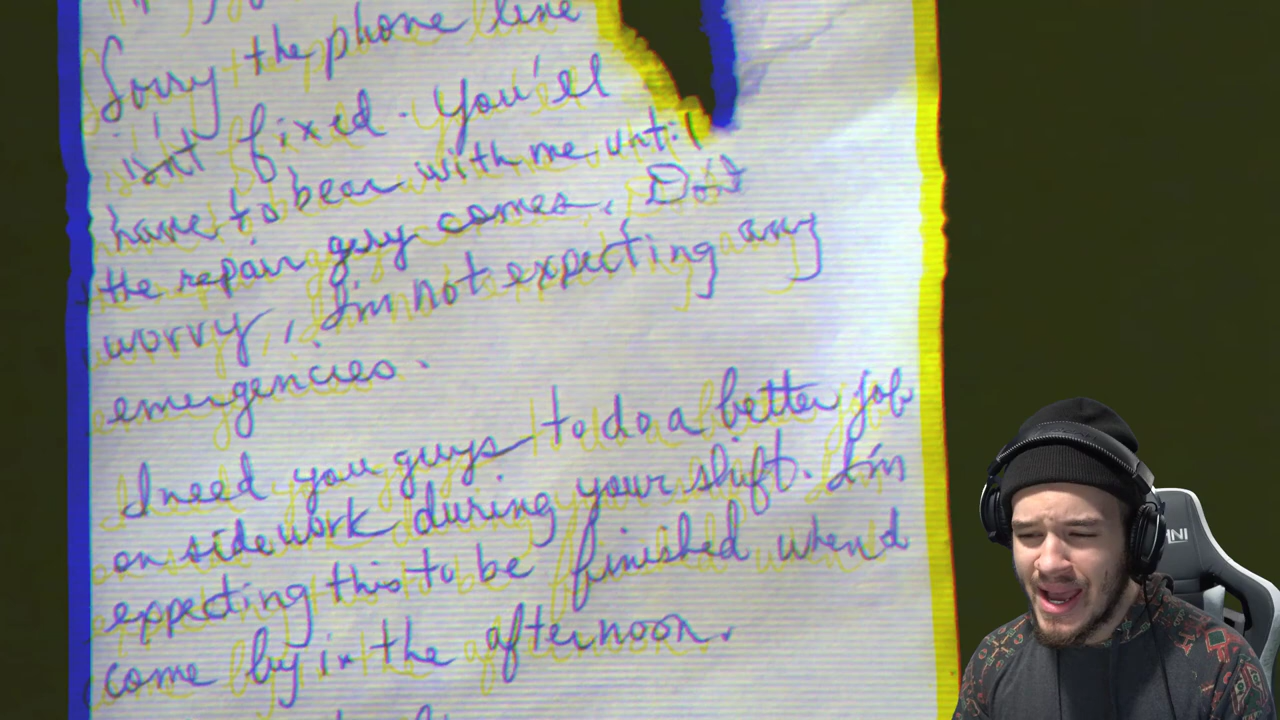 Sorry the phone line
isn't fixed. You'll
have to bear with me until
the repair guy comes. Don't
worry, I'm not expecting any
emergencies.
I need you guys to do a better job
on sidework during your shift. I'm
expecting this to be finished when I
come by in the afternoon.